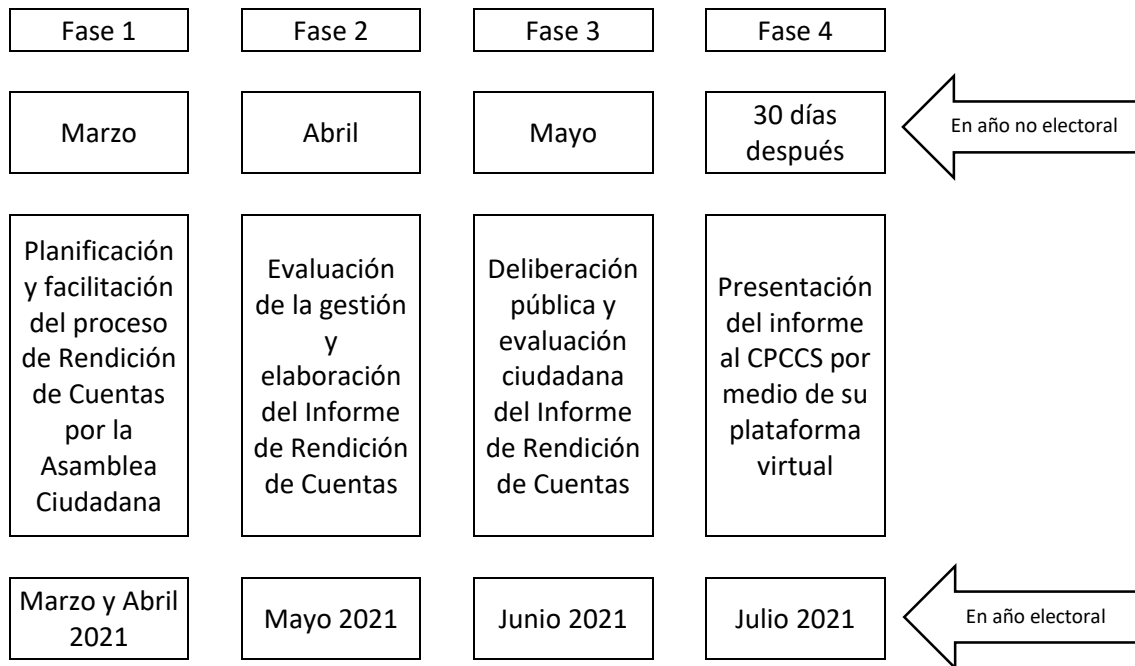 Fase 1
Fase 2
Fase 3
Fase 4
Marzo
Abril
Mayo
30 días
después
En año no electoral
Planificación
y facilitación
del proceso
de Rendición
de Cuentas
por la
Asamblea
Ciudadana
Evaluación
de la gestión
y
elaboración
del Informe
de Rendición
de Cuentas
Deliberación
pública y
evaluación
ciudadana
del Informe
de Rendición
de Cuentas
Presentación
del informe
al CPCCS por
medio de su
plataforma
virtual
Marzo y Abril
2021
Mayo 2021
Junio 2021
Julio 2021
En año electoral